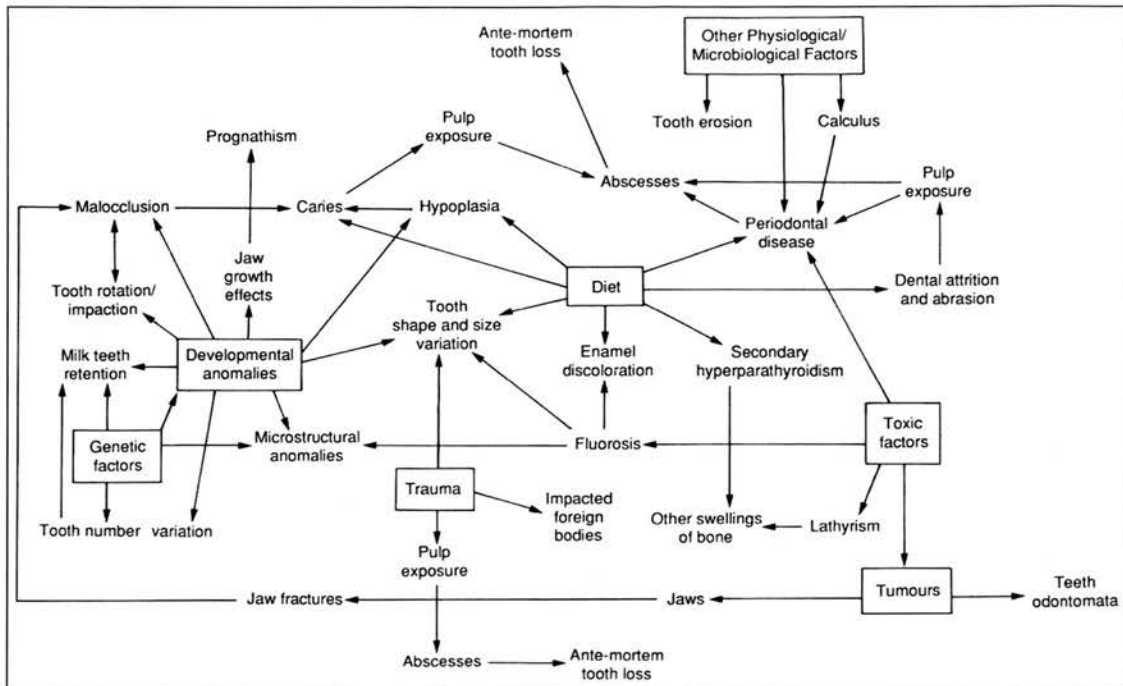 Ante-mortem
tooth loss
Other Physiological/
Microbiological Factors
Tooth erosion
Calculus
Prognathism
Pulp
exposure
Abscesses
Pulp
exposure
Malocclusion
Caries
Hypoplasia
Periodontal
disease
Jaw
growth
effects
Tooth rotation/
impaction
Diet
Dental attrition
and abrasion
Tooth
shape and size
variation
Milk teeth
retention
Developmental
anomalies
Enamel
discoloration
Secondary
hyperparathyroidism
Genetic
factors
Microstructural
anomalies
Fluorosis
Toxic
factors
Trauma
Impacted
foreign
bodies
Tooth number variation
Other swellings
of bone
Lathyrism
Pulp
exposure
Jaw fractures
Jaws
Tumours
Teeth
odontomata
Abscesses
Ante-mortem
tooth loss